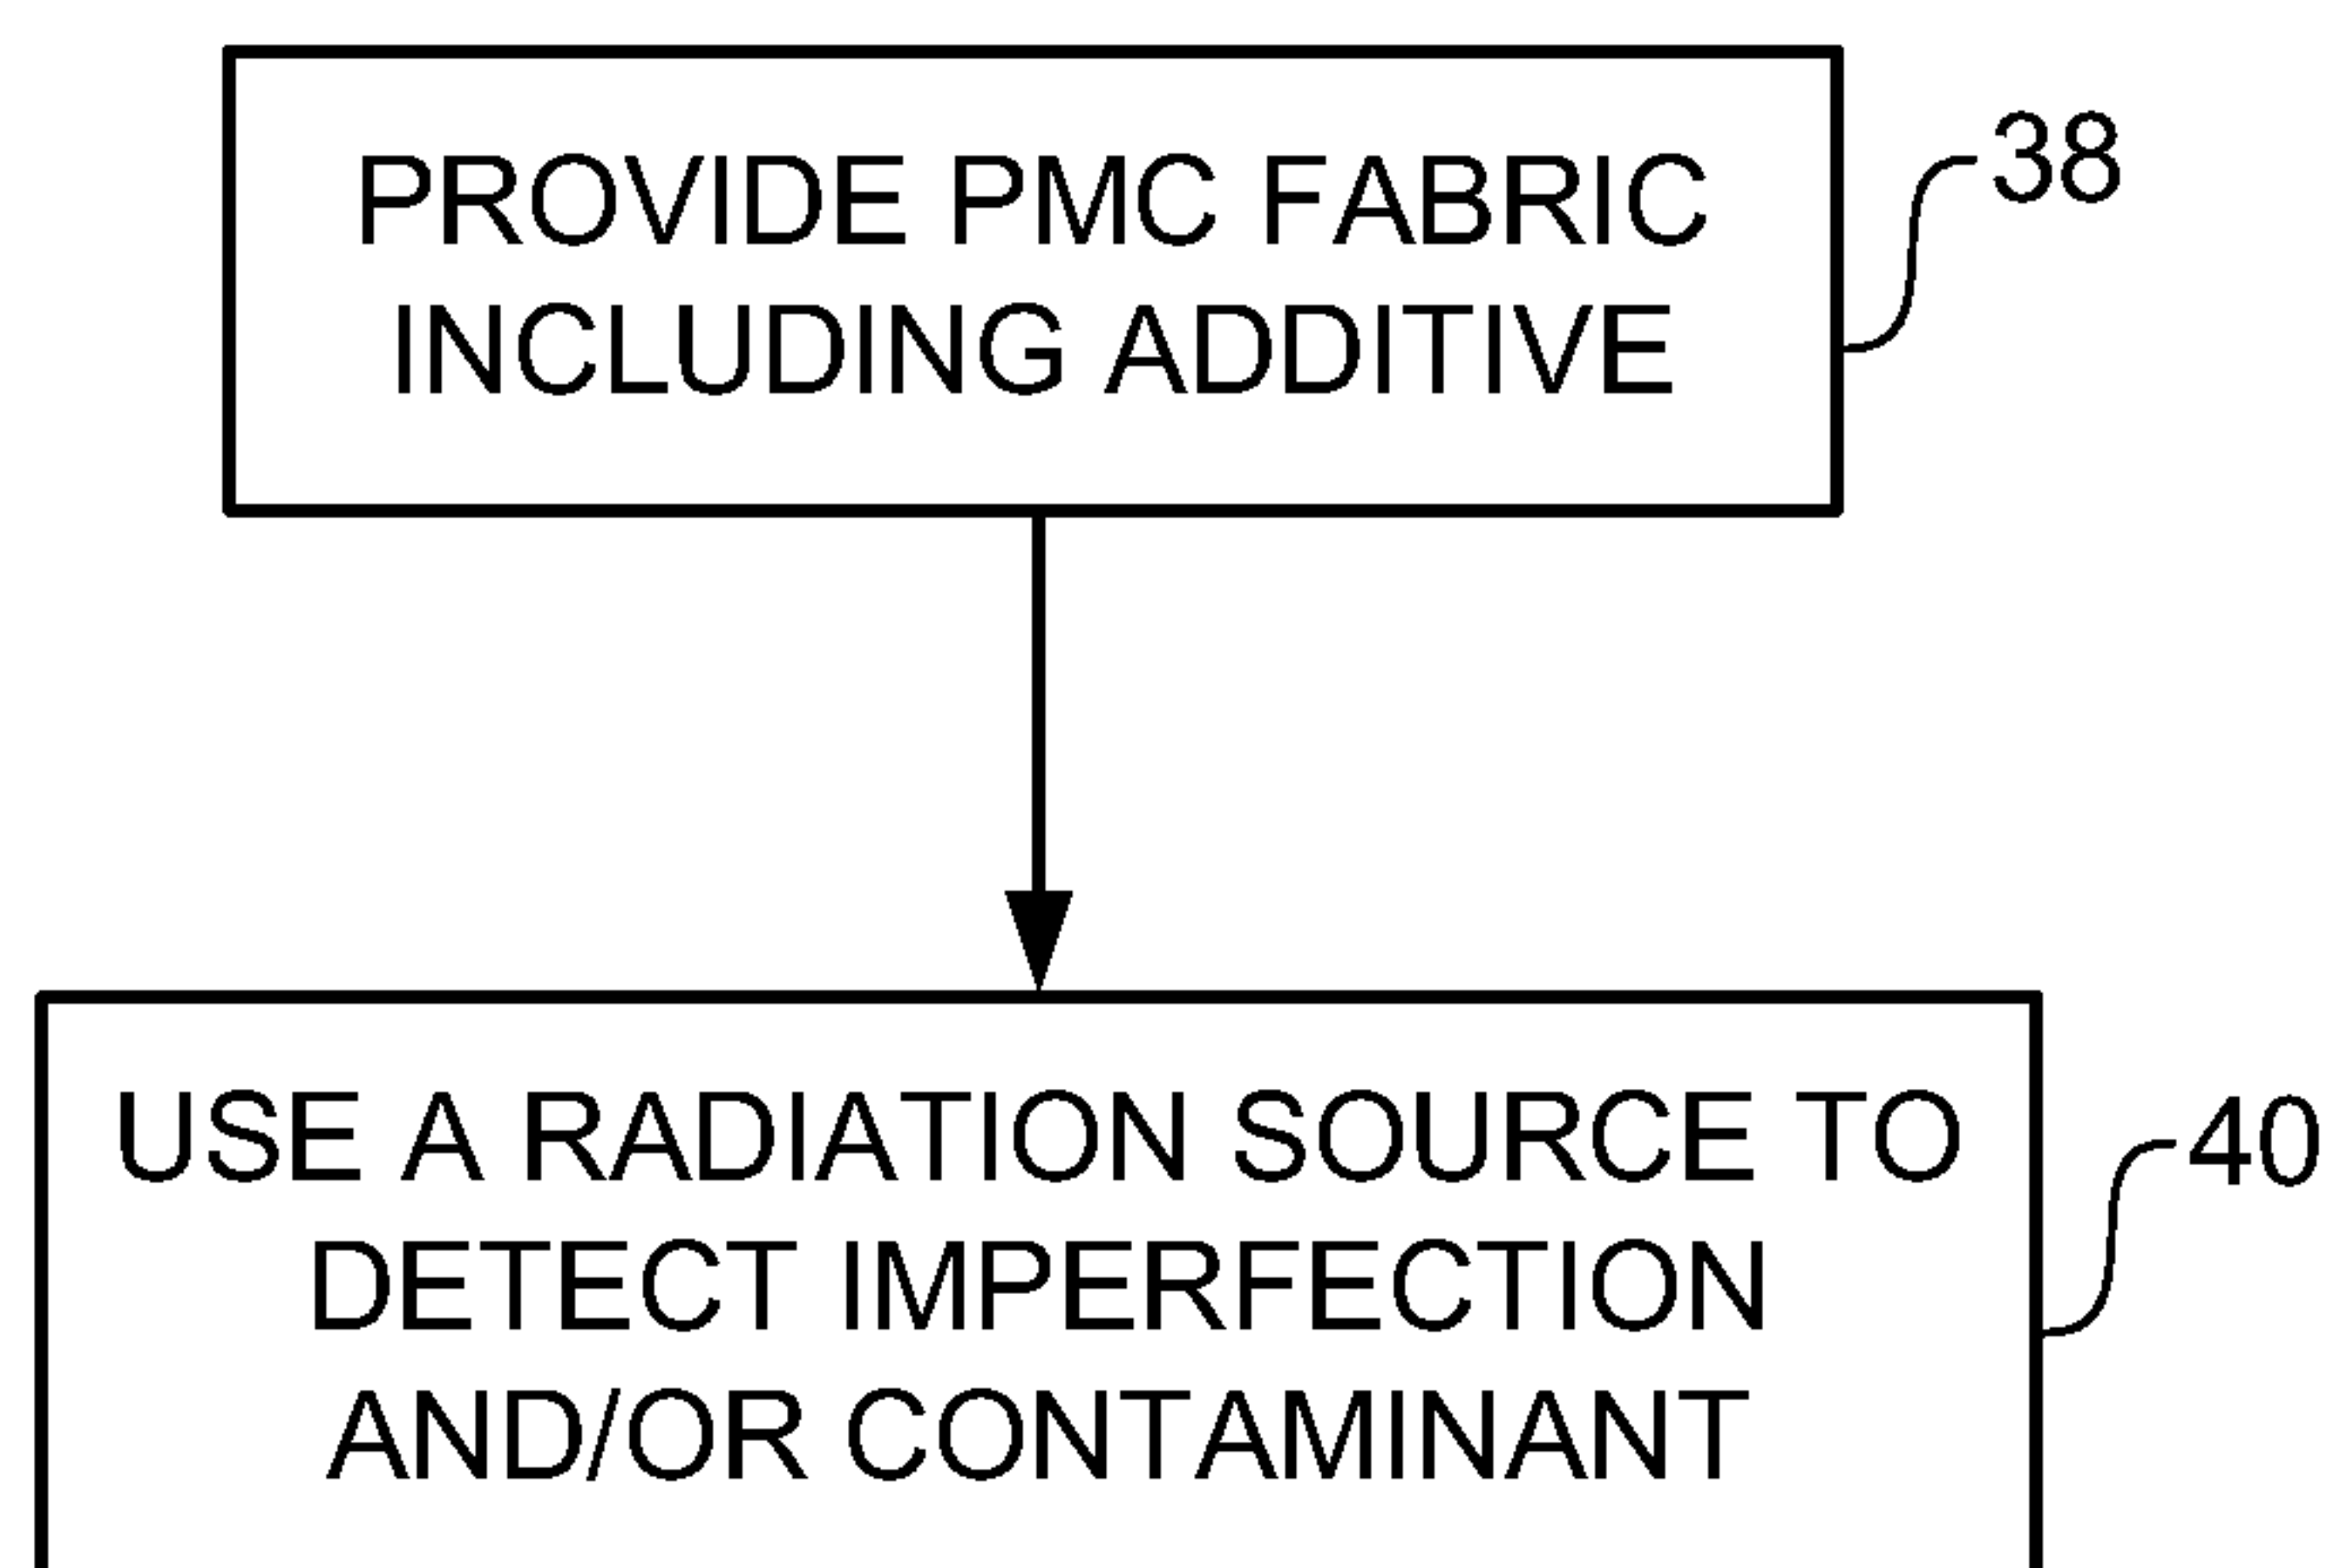 PROVIDE PMC FABRIC
INCLUDING ADDITIVE
38
USE A RADIATION SOURCE TO
DETECT IMPERFECTION
AND/OR CONTAMINANT
40